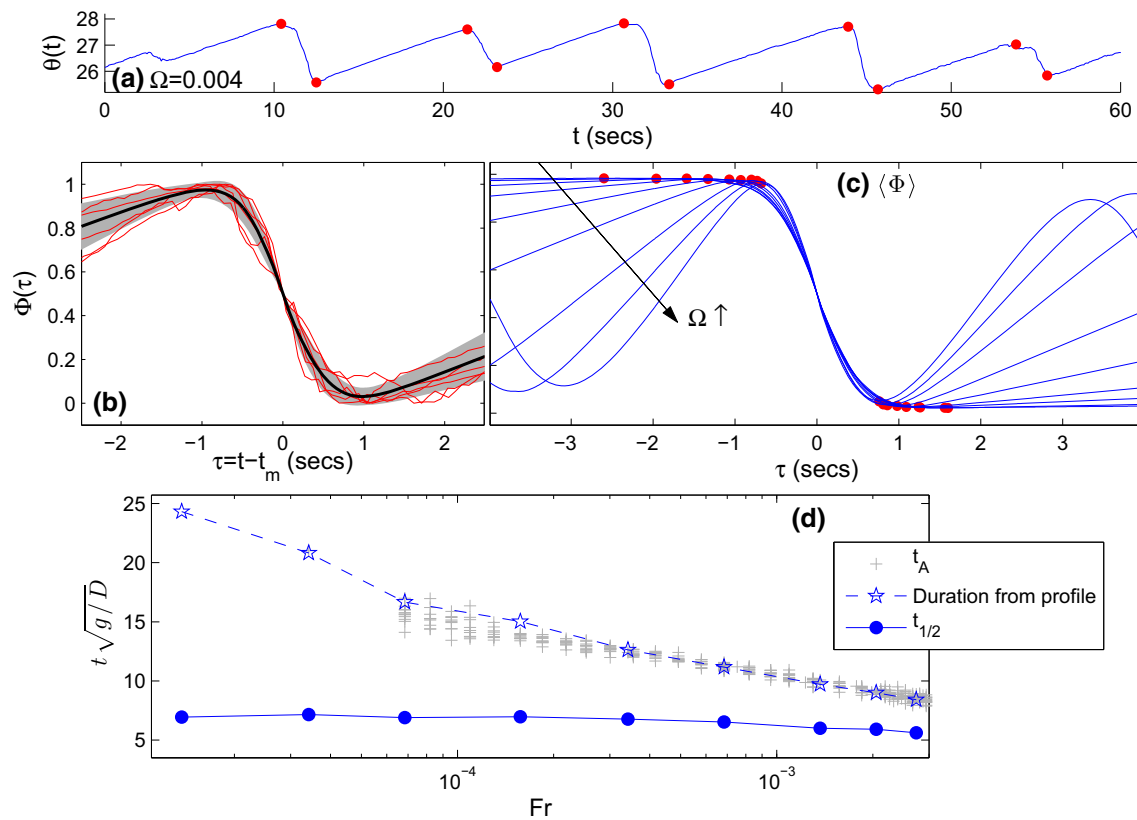 28
27
26
θ(t)
(a) Ω=0.004
0 10 20 30 40 50 60
t (secs)
1
0.8
0.6
0.4
0.2
0
Φ(τ)
(b)
−2 −1 0 1 2
τ=t−t_m (secs)
(c) ⟨Φ⟩
Ω ↑
−3 −2 −1 0 1 2 3
τ (secs)
25
20
15
10
5
t √g/D
(d)
t_A
Duration from profile
t_1/2
10^−4 10^−3
Fr